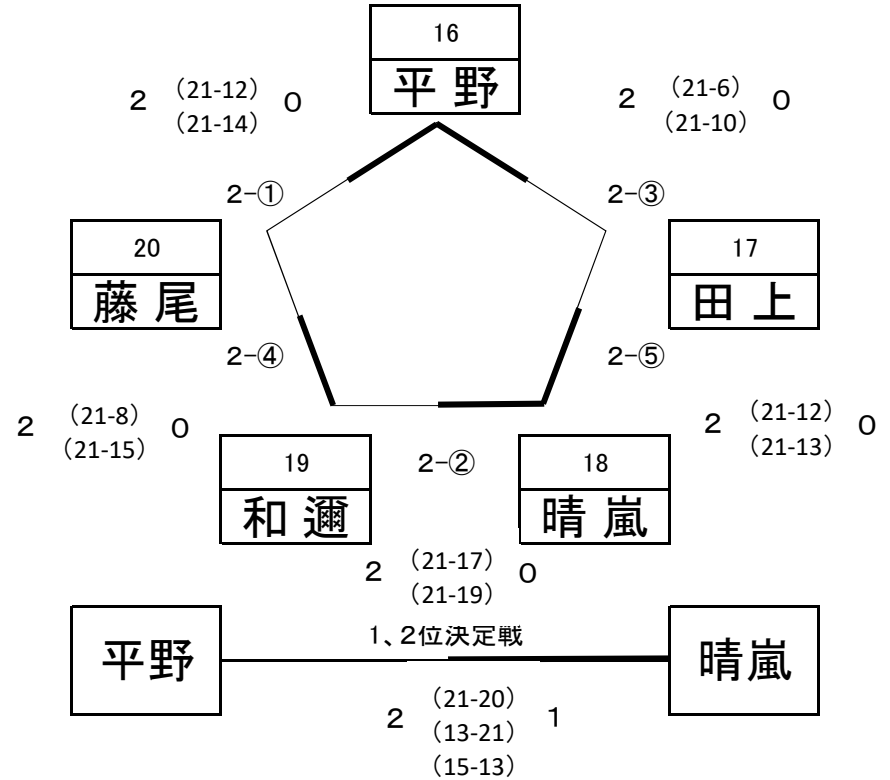 16
平 野
2 （21-12） 0
（21-14）
2 （21-6） 0
（21-10）
2-①
2-③
20
藤 尾
17
田 上
2-④
2-⑤
2 （21-8） 0
（21-15）
2 （21-12） 0
（21-13）
19
和 邇
2-②
18
晴 嵐
2 （21-17） 0
（21-19）
平野
1、2位決定戦
晴嵐
2 （21-20） 1
（13-21）
（15-13）